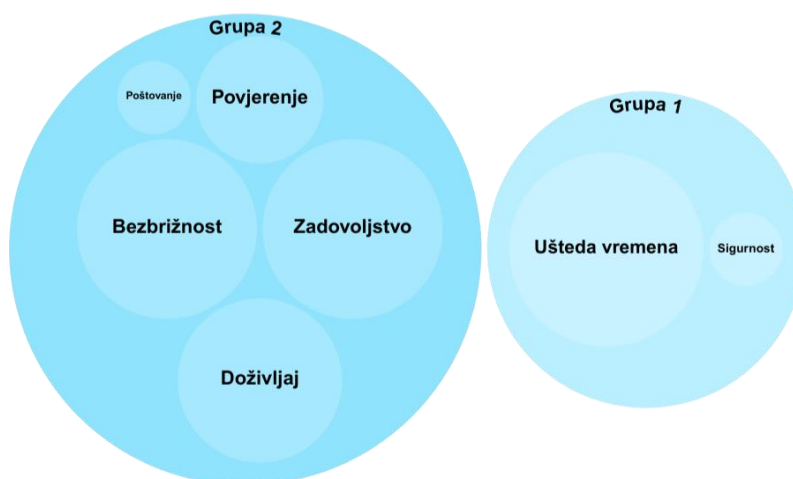 Grupa 2
Poštovanje
Povjerenje
Bezbrižnost
Zadovoljstvo
Doživljaj
Grupa 1
Ušteda vremena
Sigurnost